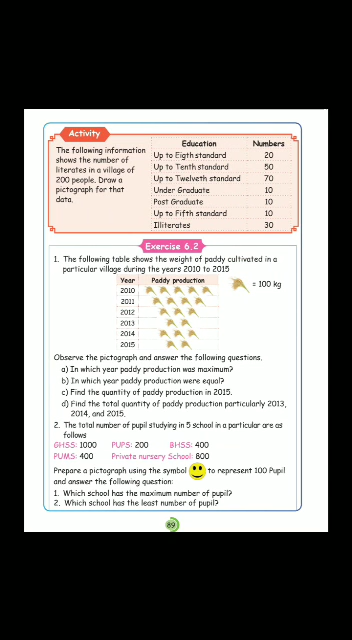 Activity
The following information
shows the number of
literates in a village of
200 people. Draw a
pictograph for that
data.
Education Numbers
Up to Eigth standard 20
Up to Tenth standard 50
Up to Twelveth standard 70
Under Graduate 10
Post Graduate 10
Up to Fifth standard 10
Illiterates 30
Exercise 6.2
1. The following table shows the weight of paddy cultivated in a
particular village during the years 2010 to 2015
Year Paddy production
2010
2011
2012
2013
2014
2015
= 100 kg
Observe the pictograph and answer the following questions.
a) In which year paddy production was maximum?
b) In which year paddy production were equal?
c) Find the quantity of paddy production in 2015.
d) Find the total quantity of paddy production particularly 2013,
2014, and 2015.
2. The total number of pupil studying in 5 school in a particular are as
follows
GHSS: 1000 PUPS: 200 BHSS: 400
PUMS: 400 Private nursery School: 800
Prepare a pictograph using the symbol to represent 100 Pupil
and answer the following question:
1. Which school has the maximum number of pupil?
2. Which school has the least number of pupil?
89